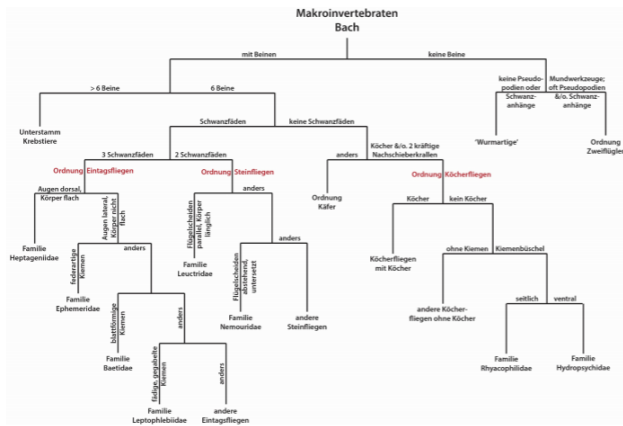 Makroinvertebraten
Bach
mit Beinen
keine Beine
> 6 Beine
6 Beine
keine Pseudo-
podien oder
Schwanz-
anhänge
Mundwerkzeuge;
oft Pseudopodien
&/o. Schwanz-
anhänge
Unterstamm
Krebstiere
Schwanzfäden
keine Schwanzfäden
'Wurmartige'
Ordnung
Zweiflügler
3 Schwanzfäden
2 Schwanzfäden
anders
Köcher &/o. 2 kräftige
Nachschieberkrallen
Ordnung Eintagsfliegen
Ordnung Steinfliegen
Ordnung Köcherfliegen
Augen dorsal,
Körper flach
Augen lateral,
Körper nicht
flach
Flügelscheiden
parallel, Körper
länglich
anders
Ordnung
Käfer
Köcher
kein Köcher
Familie
Heptageniidae
federartige
Kiemen
anders
Familie
Leuctridae
Flügelscheiden
abstehend,
untersetzt
anders
Köcherfliegen
mit Köcher
ohne Kiemen
Kiemenbüschel
Familie
Ephemeridae
blattförmige
Kiemen
anders
Familie
Nemouridae
andere
Steinfliegen
andere Köcher-
fliegen ohne Köcher
seitlich
ventral
Familie
Baetidae
fädige, gegabelte
Kiemen
anders
Familie
Rhyacophilidae
Familie
Hydropsychidae
Familie
Leptophlebiidae
andere
Eintagsfliegen